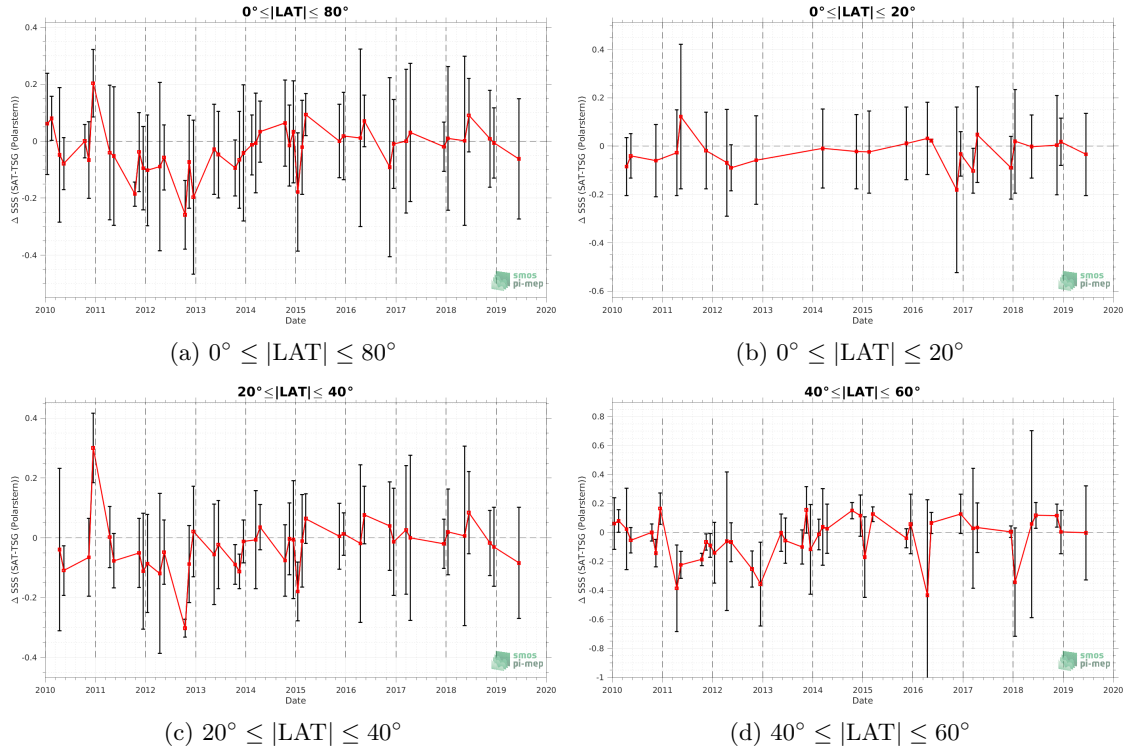 0°≤|LAT|≤ 80°
0°≤|LAT|≤ 20°
Δ SSS (SAT-TSG (Polarstern))
0.4
0.2
0
-0.2
-0.4
2010 2011 2012 2013 2014 2015 2016 2017 2018 2019 2020
Date
smos
pi-mep
Δ SSS (SAT-TSG (Polarstern))
0.4
0.2
0
-0.2
-0.4
-0.6
2010 2011 2012 2013 2014 2015 2016 2017 2018 2019 2020
Date
smos
pi-mep
(a) 0° ≤ |LAT| ≤ 80°
(b) 0° ≤ |LAT| ≤ 20°
20°≤|LAT|≤ 40°
40°≤|LAT|≤ 60°
Δ SSS (SAT-TSG (Polarstern))
0.4
0.2
0
-0.2
-0.4
2010 2011 2012 2013 2014 2015 2016 2017 2018 2019 2020
Date
smos
pi-mep
Δ SSS (SAT-TSG (Polarstern))
0.8
0.6
0.4
0.2
0
-0.2
-0.4
-0.6
-0.8
-1
2010 2011 2012 2013 2014 2015 2016 2017 2018 2019 2020
Date
smos
pi-mep
(c) 20° ≤ |LAT| ≤ 40°
(d) 40° ≤ |LAT| ≤ 60°